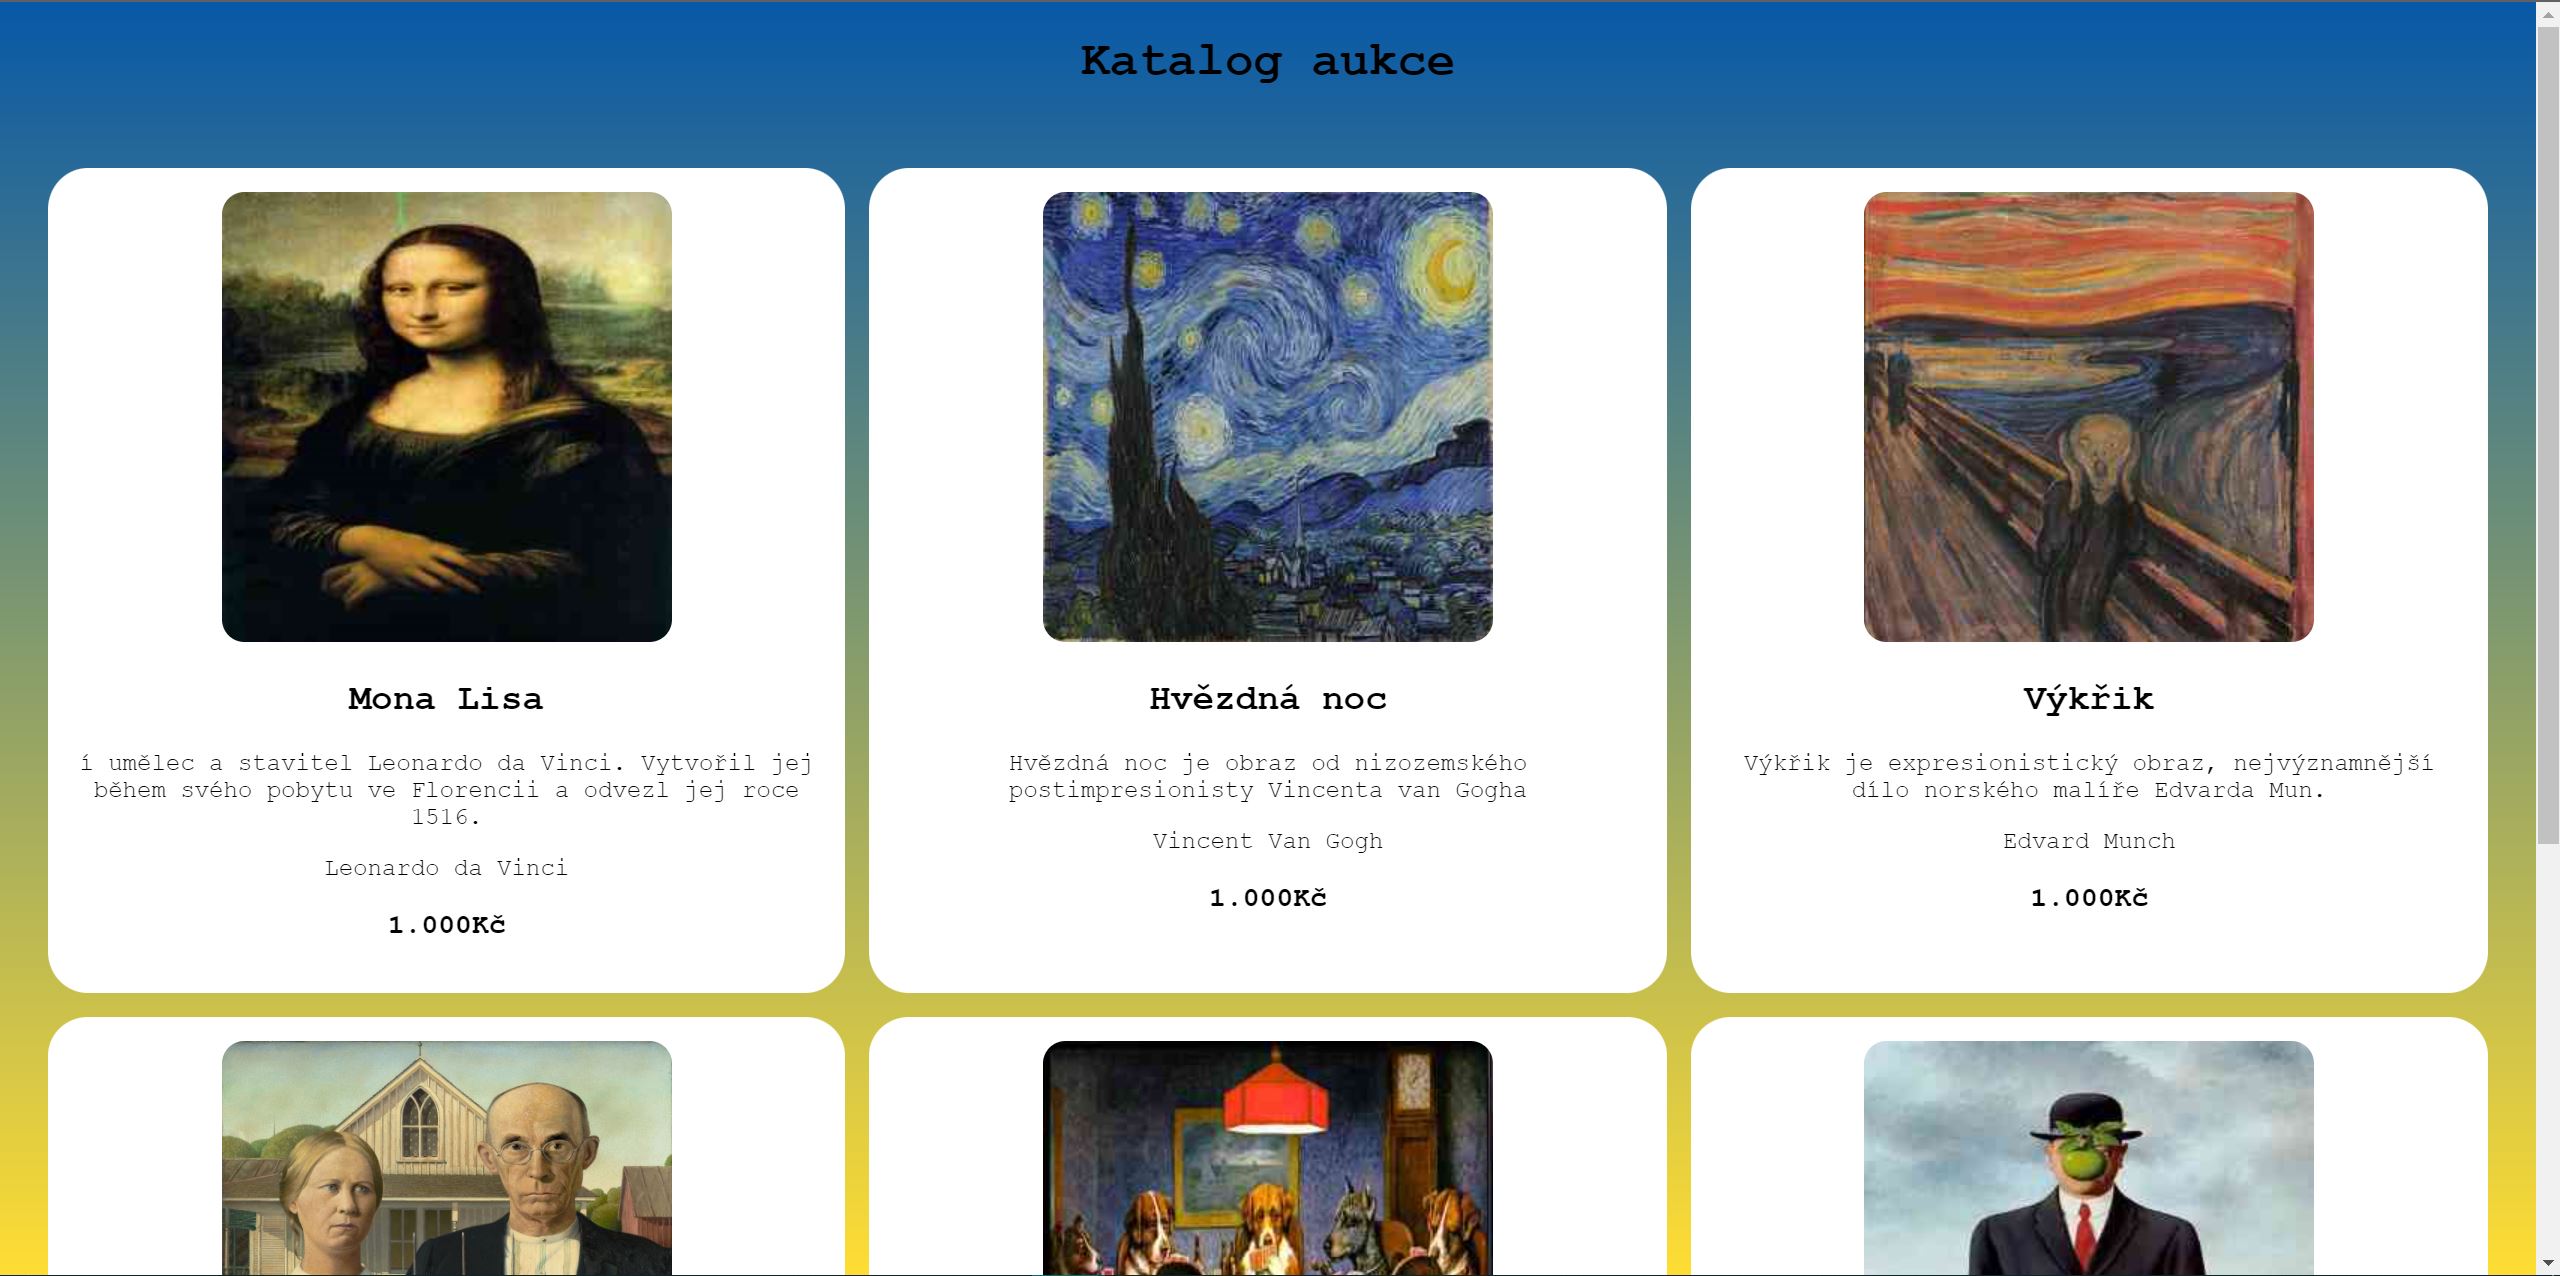 Katalog aukce
Mona Lisa
í umělec a stavitel Leonardo da Vinci. Vytvořil jej
během svého pobytu ve Florencii a odvezl jej roce
1516.
Leonardo da Vinci
1.000Kč
Hvězdná noc
Hvězdná noc je obraz od nizozemského
postimpresionisty Vincenta van Gogha
Vincent Van Gogh
1.000Kč
Výkřik
Výkřik je expresionistický obraz, nejvýznamnější
dílo norského malíře Edvarda Mun.
Edvard Munch
1.000Kč